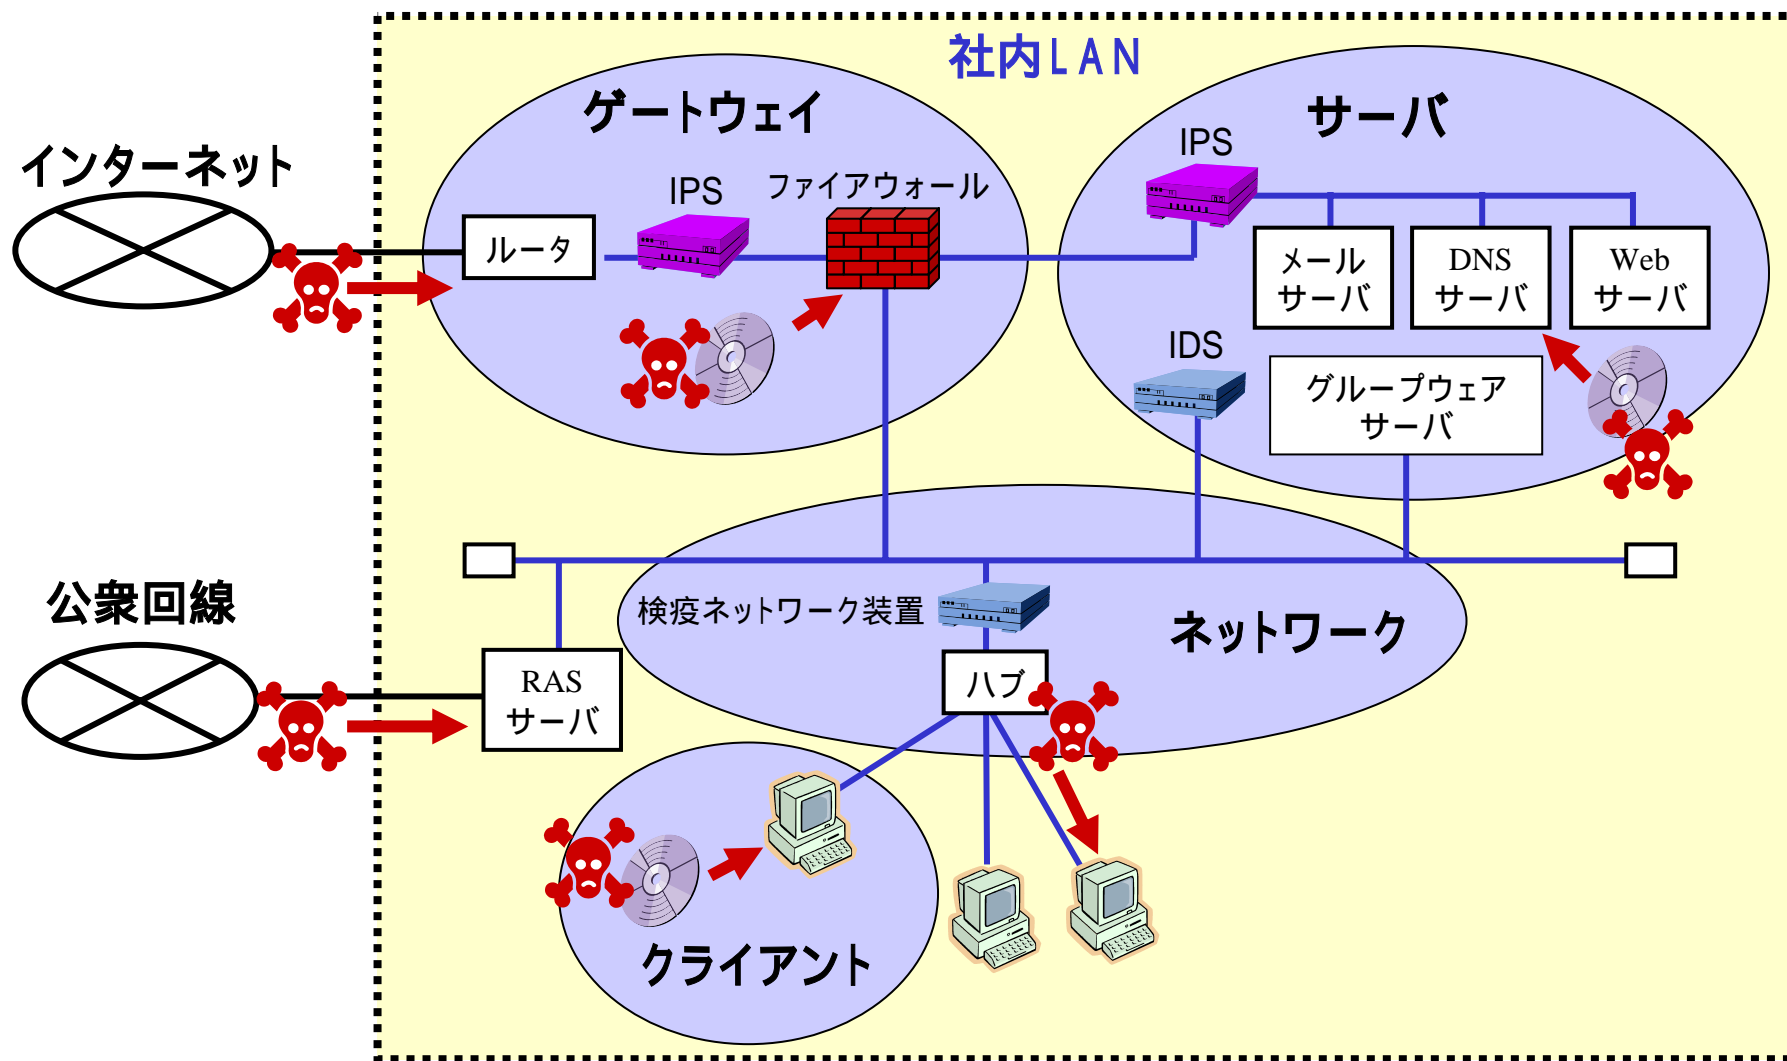 社内LAN
ゲートウェイ
サーバ
インターネット
IPS
IPS
ファイアウォール
ルータ
メール
サーバ
DNS
サーバ
Web
サーバ
IDS
グループウェア
サーバ
公衆回線
検疫ネットワーク装置
ネットワーク
RAS
サーバ
ハブ
クライアント